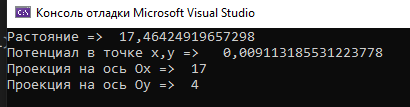 Консоль отладки Microsoft Visual Studio
Растояние =>  17,46424919657298
Потенциал в точке x,y =>   0,009113185531223778
Проекция на ось Ox =>  17
Проекция на ось Oy =>  4